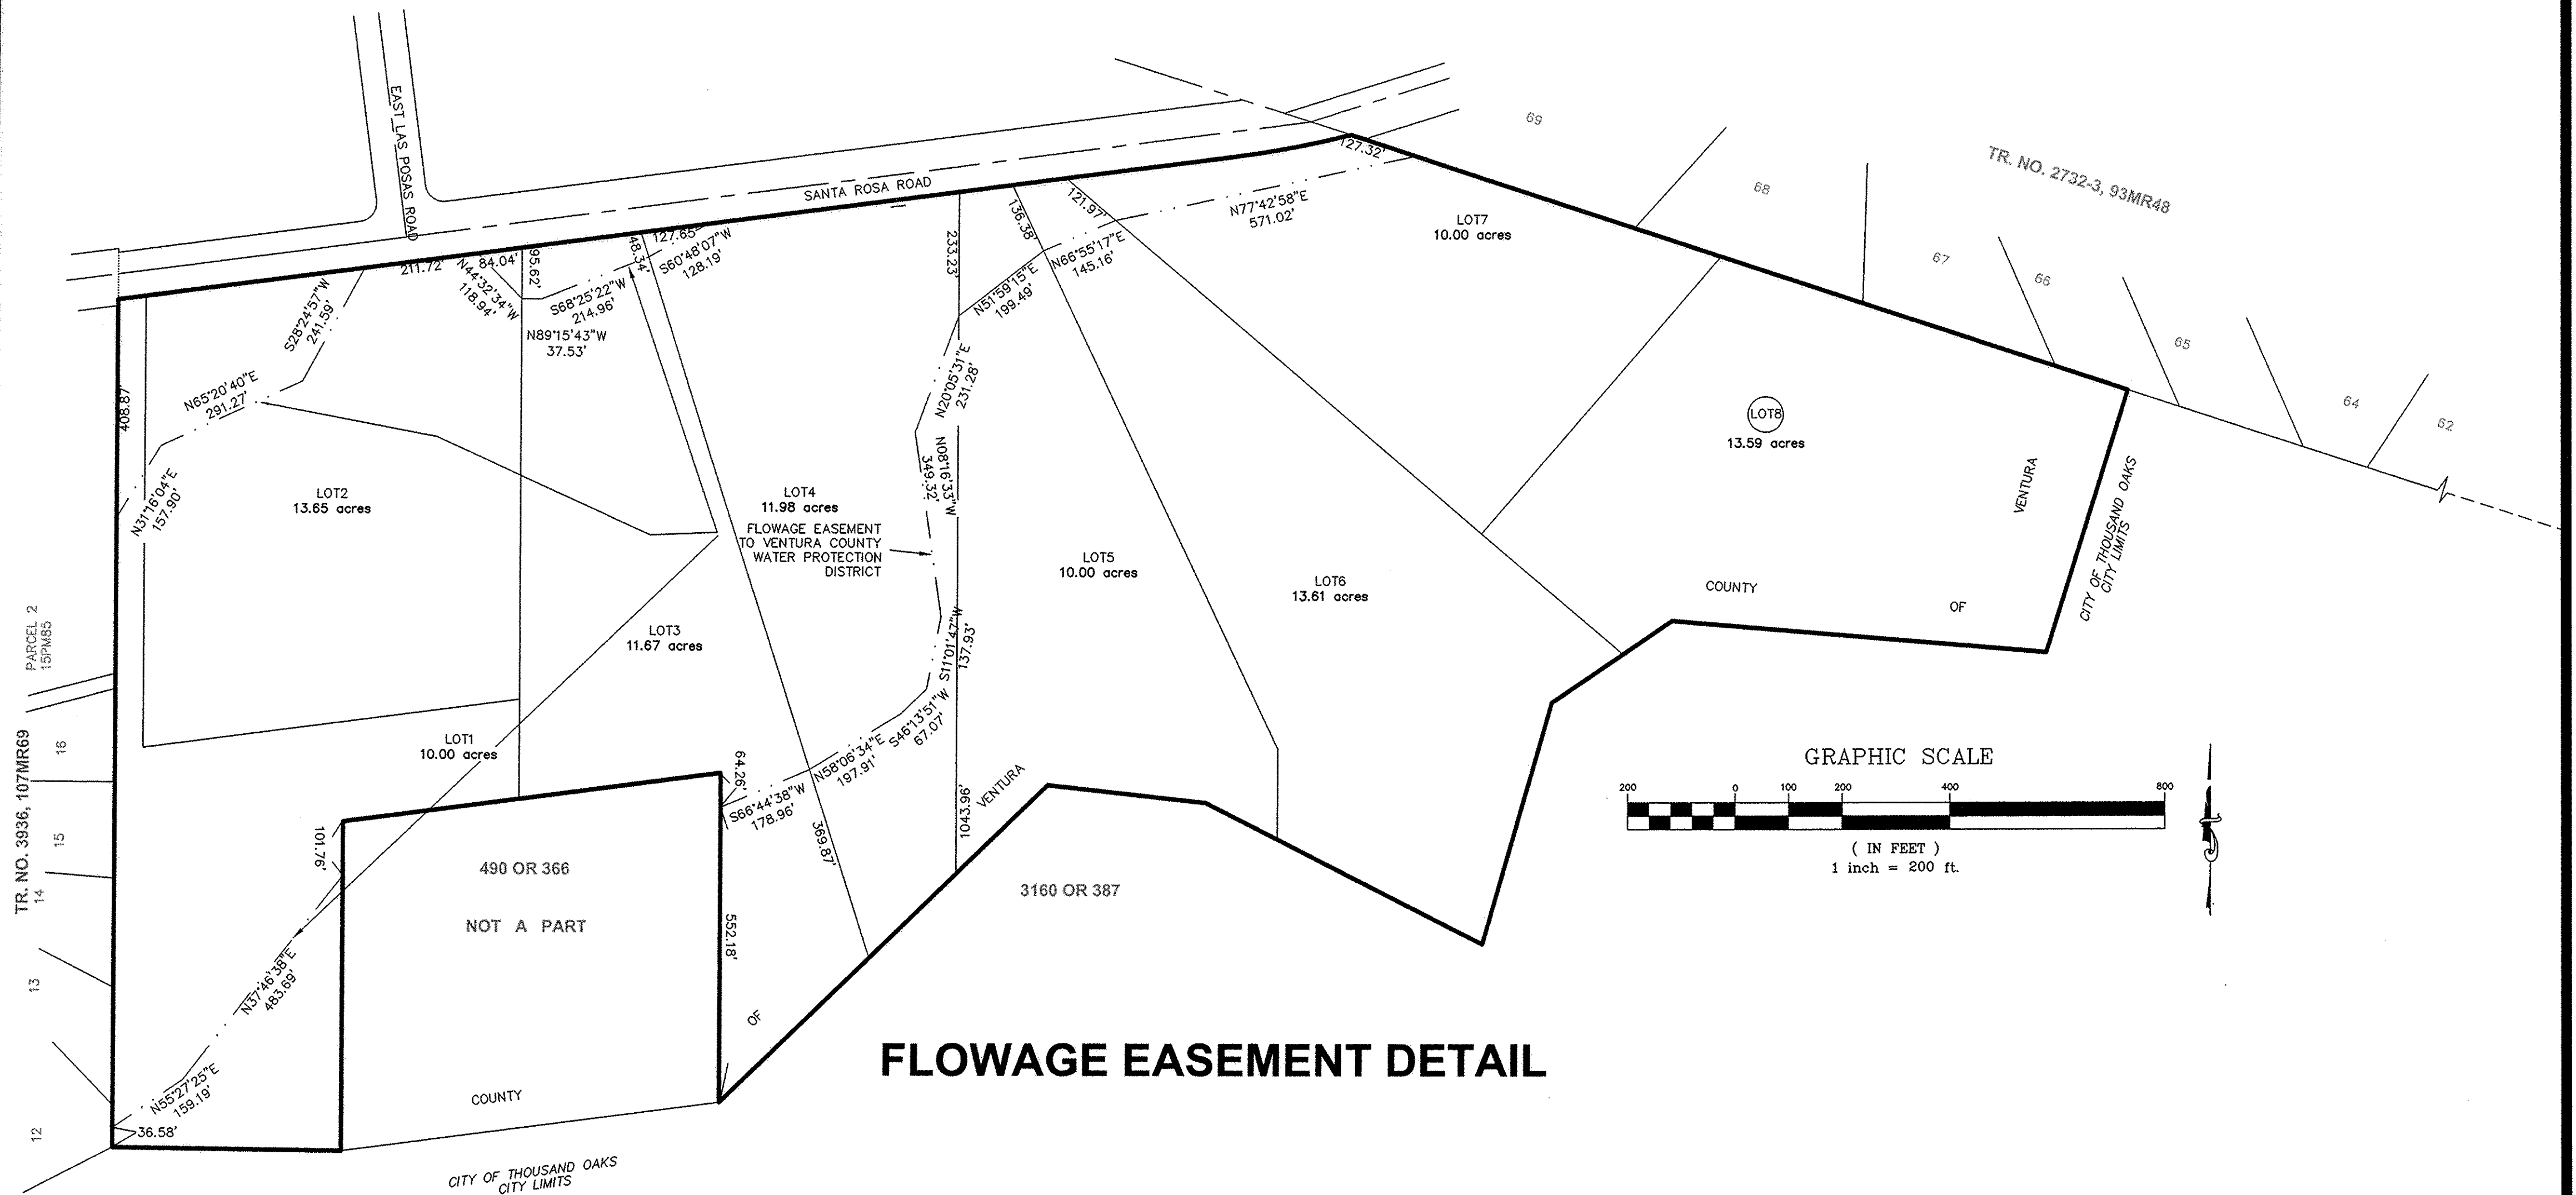 EAST LAS POSAS ROAD
SANTA ROSA ROAD
127.32'
69
68
67
66
65
64
62
TR. NO. 2732-3, 93MR48
211.72'
84.04'
95.62'
48.34'
127.65'
S60°48'07"W
128.19'
S68°25'22"W
214.96'
N44°32'34"W
118.94'
N89°15'43"W
37.53'
S28°24'57"W
241.59'
N65°20'40"E
291.27'
408.87'
N31°16'04"E
157.90'
233.23'
136.38'
121.97'
N77°42'58"E
571.02'
N66°55'17"E
145.16'
N51°59'15"E
199.49'
N20°05'31"E
231.28'
N08°16'33"W
349.32'
S11°01'47"W
137.93'
S46°13'51"W
67.07'
N58°06'34"E
197.91'
S66°44'38"W
178.96'
64.26'
369.87'
1043.96'
552.18'
LOT7
10.00 acres
LOT8
13.59 acres
LOT2
13.65 acres
LOT4
11.98 acres
FLOWAGE EASEMENT
TO VENTURA COUNTY
WATER PROTECTION
DISTRICT
LOT5
10.00 acres
LOT6
13.61 acres
LOT3
11.67 acres
LOT1
10.00 acres
VENTURA
COUNTY
OF
CITY OF THOUSAND OAKS
CITY LIMITS
PARCEL 2
15PM85
TR. NO. 3936, 107MR69
16
15
14
13
12
101.76'
N37°46'38"E
483.69'
N55°27'25"E
159.19'
36.58'
490 OR 366
NOT A PART
3160 OR 387
VENTURA
OF
COUNTY
CITY OF THOUSAND OAKS
CITY LIMITS
GRAPHIC SCALE
200 0 100 200 400 800
( IN FEET )
1 inch = 200 ft.
FLOWAGE EASEMENT DETAIL